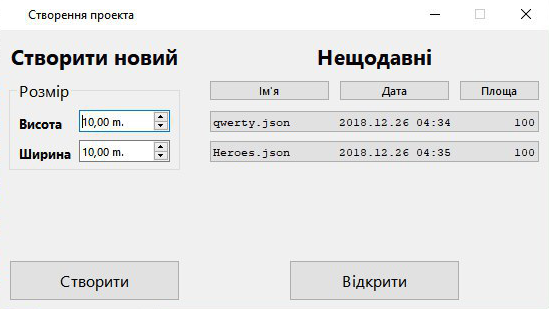 Створення проекта
Створити новий
Розмір
Висота 10,00 m.
Ширина 10,00 m.
Створити
Нещодавні
Ім'я Дата Площа
qwerty.json 2018.12.26 04:34 100
Heroes.json 2018.12.26 04:35 100
Відкрити